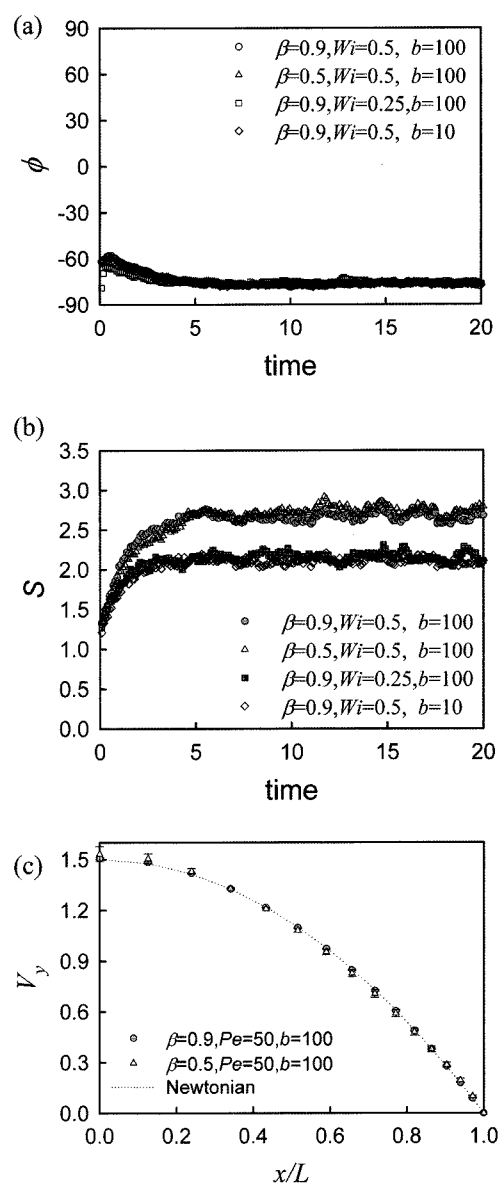 (a)
90
60
30
0
-30
-60
-90
ϕ
β=0.9,Wi=0.5, b=100
β=0.5,Wi=0.5, b=100
β=0.9,Wi=0.25,b=100
β=0.9,Wi=0.5, b=10
0 5 10 15 20
time
(b)
3.5
3.0
2.5
2.0
1.5
1.0
0.5
0.0
S
β=0.9,Wi=0.5, b=100
β=0.5,Wi=0.5, b=100
β=0.9,Wi=0.25,b=100
β=0.9,Wi=0.5, b=10
0 5 10 15 20
time
(c)
1.5
1.2
0.9
0.6
0.3
0.0
Vy
β=0.9,Pe=50,b=100
β=0.5,Pe=50,b=100
Newtonian
0.0 0.2 0.4 0.6 0.8 1.0
x/L